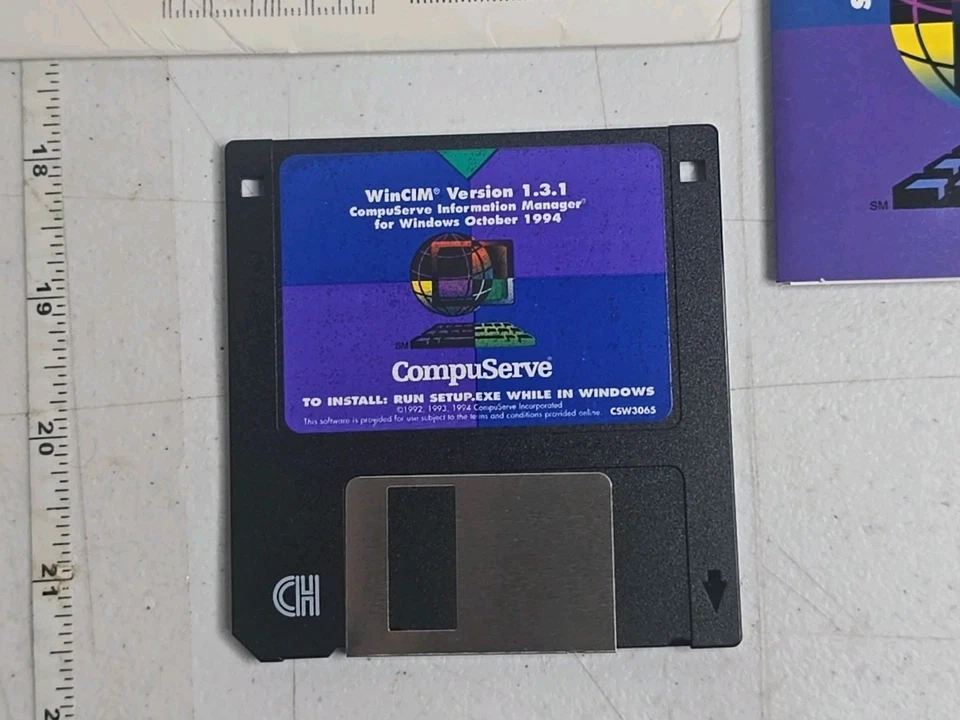 WinCIM® Version 1.3.1
CompuServe Information Manager®
for Windows October 1994
SM
CompuServe®
TO INSTALL: RUN SETUP.EXE WHILE IN WINDOWS
©1992, 1993, 1994 CompuServe Incorporated
This software is provided for use subject to the terms and conditions provided online.
CSW3065
CH
18
19
20
21
2
SM
S